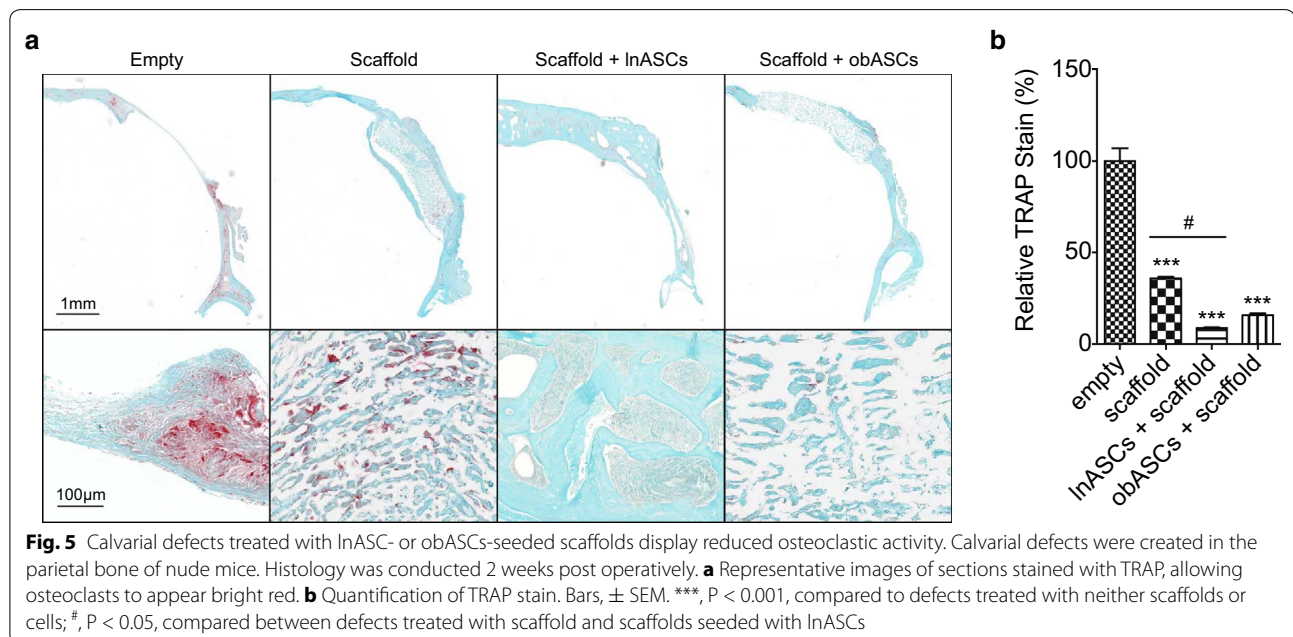 a
Empty
Scaffold
Scaffold + lnASCs
Scaffold + obASCs
1mm
100µm
b
Relative TRAP Stain (%)
150
100
50
0
#
***
***
***
empty
scaffold
lnASCs + scaffold
obASCs + scaffold
Fig. 5 Calvarial defects treated with lnASC- or obASCs-seeded scaffolds display reduced osteoclastic activity. Calvarial defects were created in the
parietal bone of nude mice. Histology was conducted 2 weeks post operatively. a Representative images of sections stained with TRAP, allowing
osteoclasts to appear bright red. b Quantification of TRAP stain. Bars, ± SEM. ***, P < 0.001, compared to defects treated with neither scaffolds or
cells; #, P < 0.05, compared between defects treated with scaffold and scaffolds seeded with lnASCs